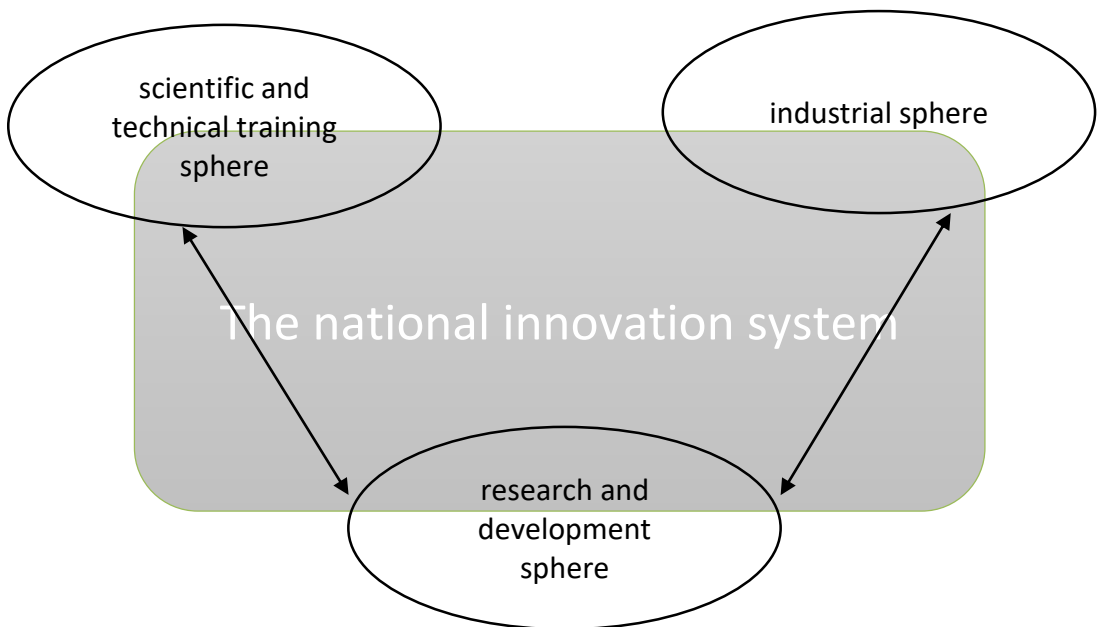 scientific and
technical training
sphere
industrial sphere
The national innovation system
research and
development
sphere